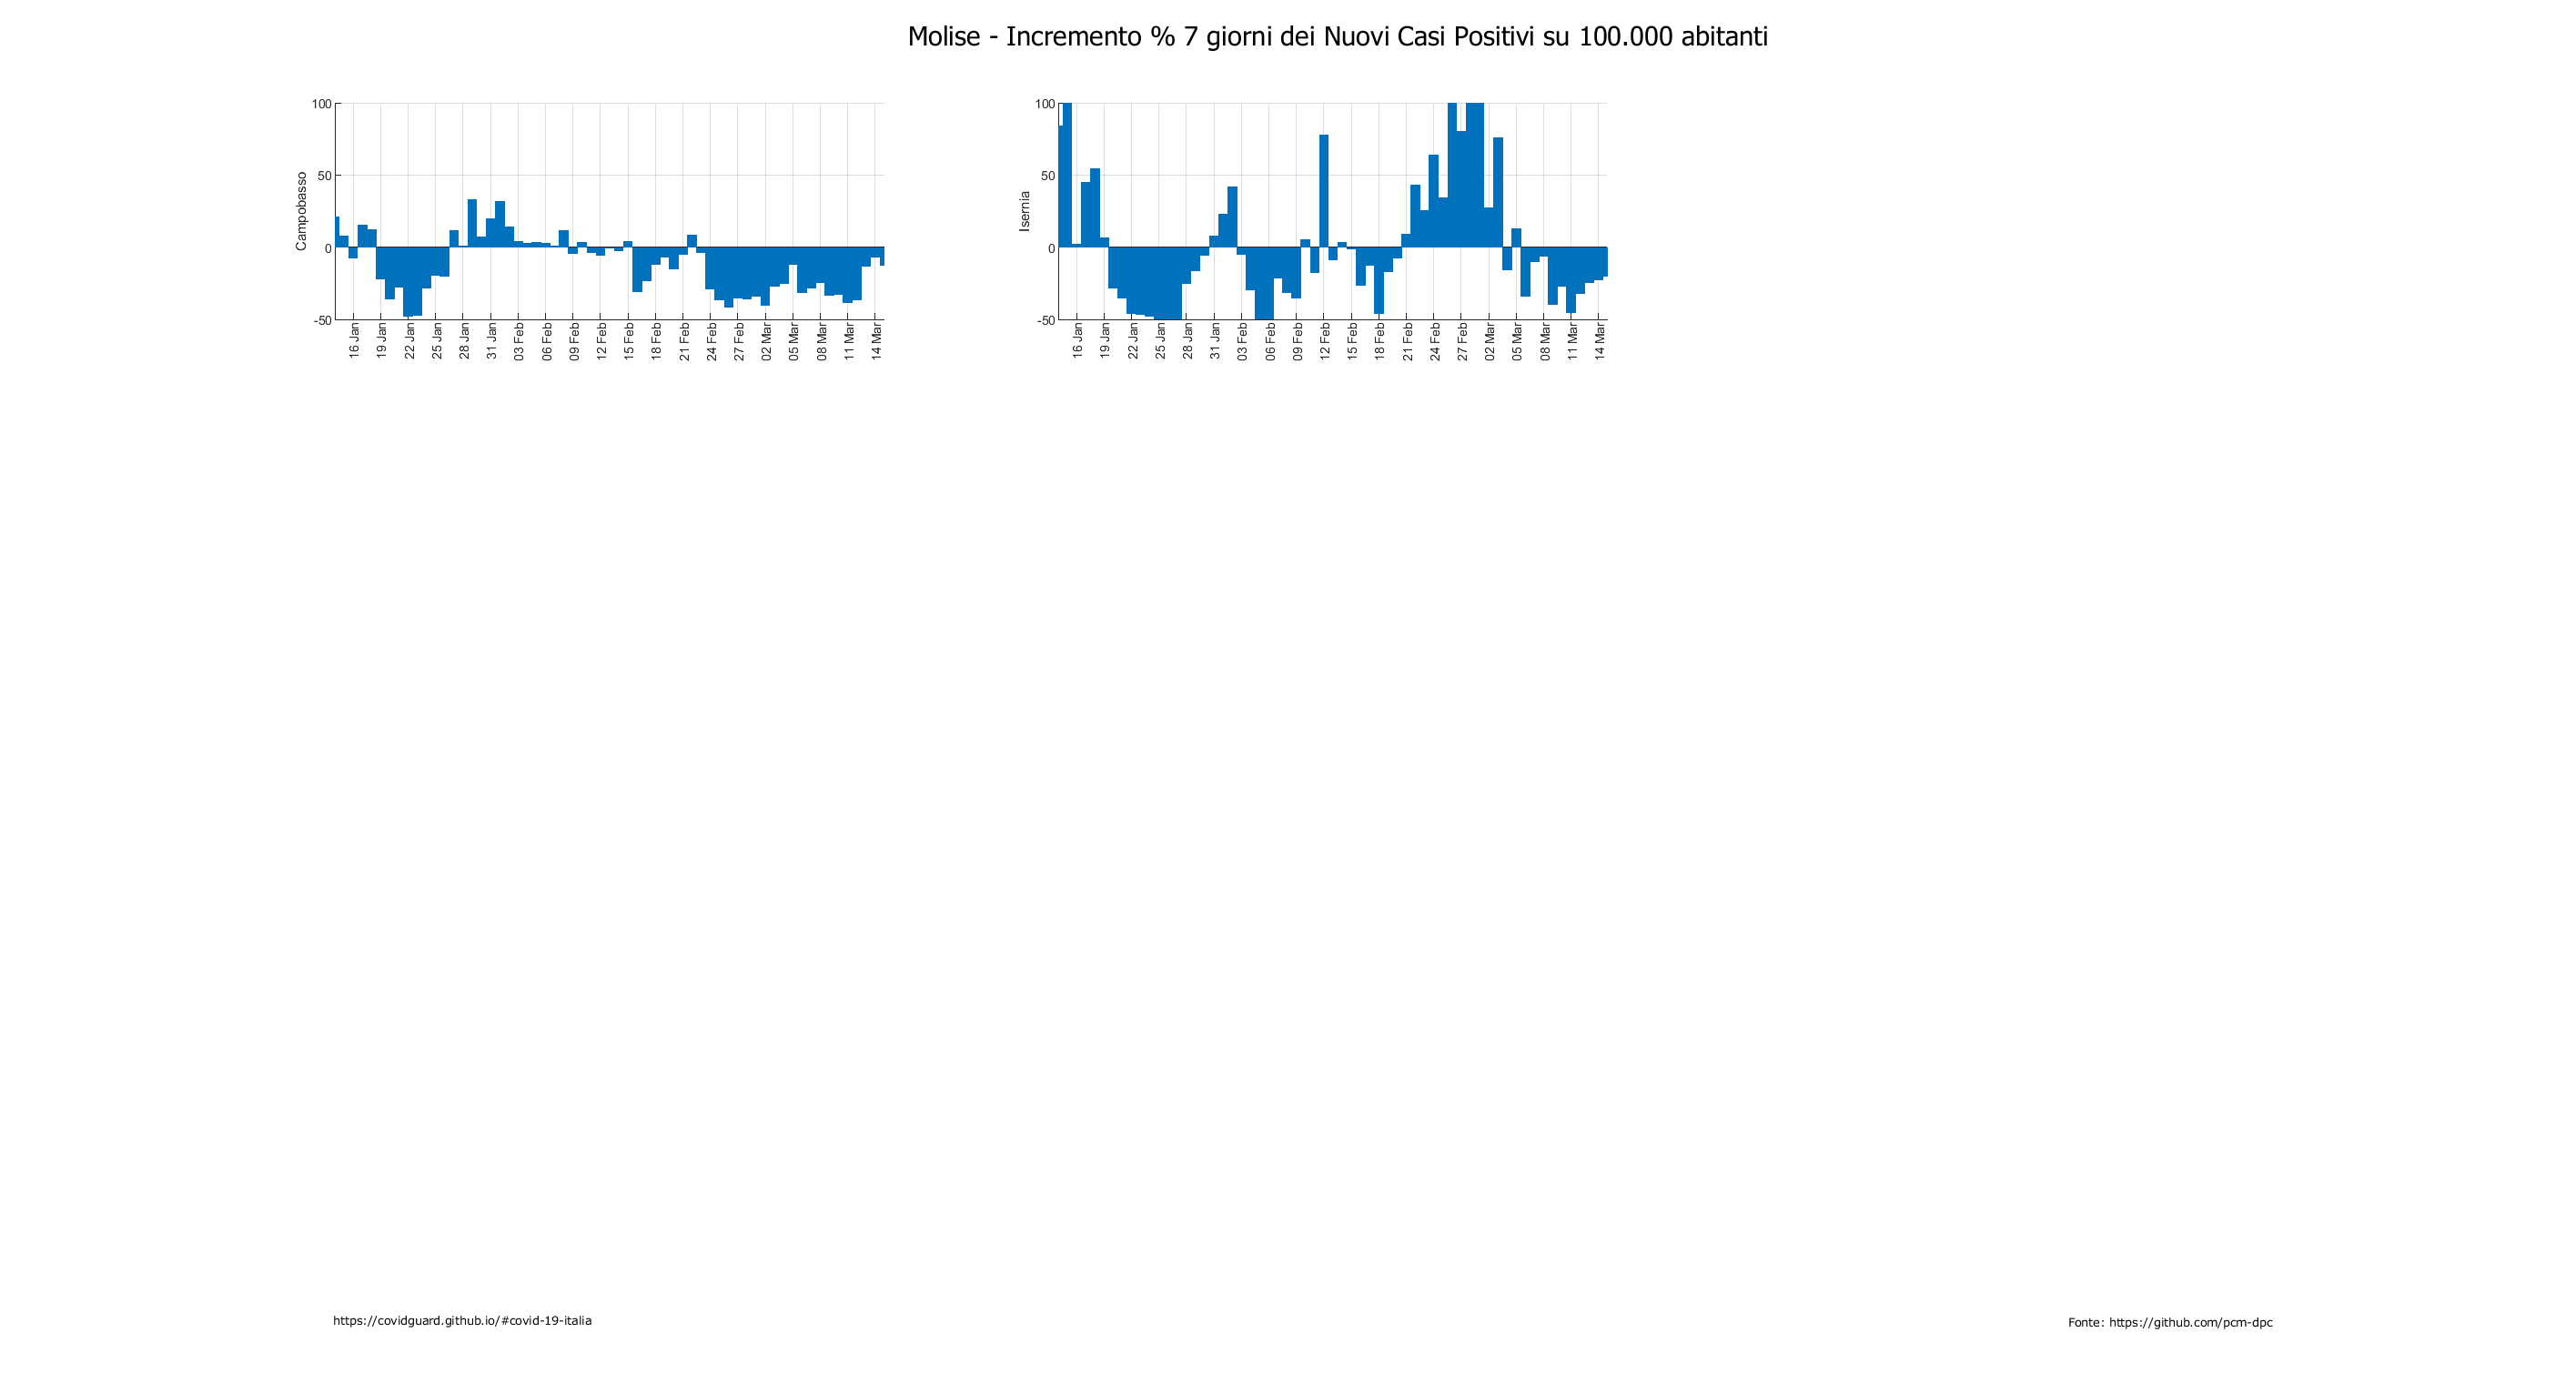 Molise - Incremento % 7 giorni dei Nuovi Casi Positivi su 100.000 abitanti
Campobasso
100
50
0
-50
16 Jan
19 Jan
22 Jan
25 Jan
28 Jan
31 Jan
03 Feb
06 Feb
09 Feb
12 Feb
15 Feb
18 Feb
21 Feb
24 Feb
27 Feb
02 Mar
05 Mar
08 Mar
11 Mar
14 Mar
Isernia
100
50
0
-50
16 Jan
19 Jan
22 Jan
25 Jan
28 Jan
31 Jan
03 Feb
06 Feb
09 Feb
12 Feb
15 Feb
18 Feb
21 Feb
24 Feb
27 Feb
02 Mar
05 Mar
08 Mar
11 Mar
14 Mar
https://covidguard.github.io/#covid-19-italia
Fonte: https://github.com/pcm-dpc